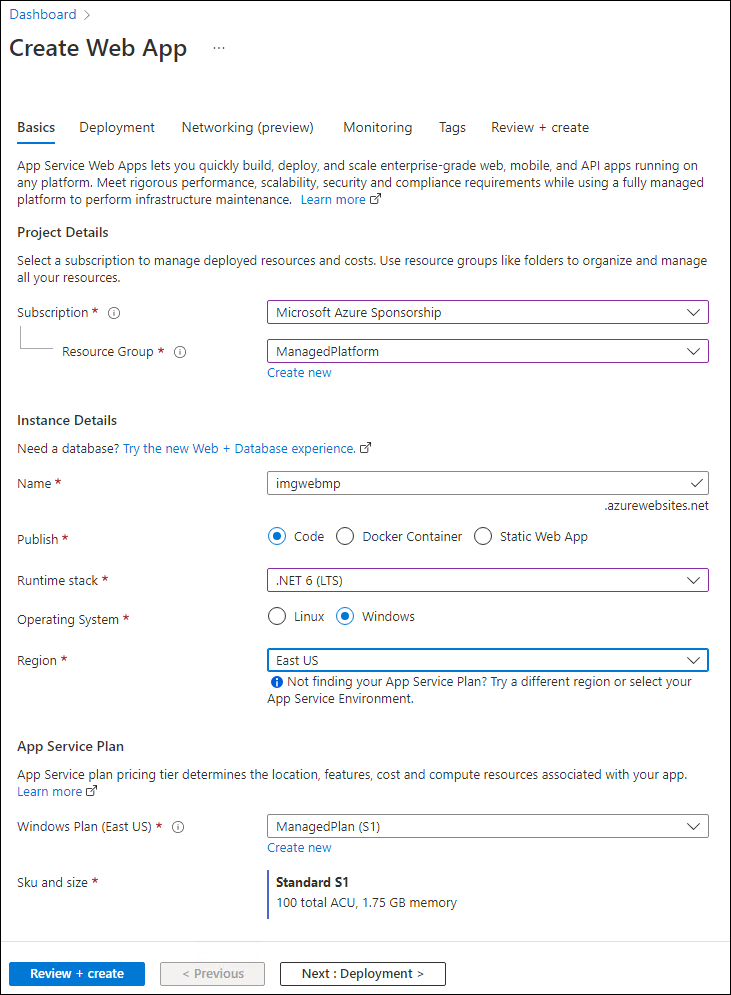 Dashboard >
Create Web App ...
Basics Deployment Networking (preview) Monitoring Tags Review + create
App Service Web Apps lets you quickly build, deploy, and scale enterprise-grade web, mobile, and API apps running on
any platform. Meet rigorous performance, scalability, security and compliance requirements while using a fully managed
platform to perform infrastructure maintenance. Learn more
Project Details
Select a subscription to manage deployed resources and costs. Use resource groups like folders to organize and manage
all your resources.
Subscription * Microsoft Azure Sponsorship
Resource Group * ManagedPlatform
Create new
Instance Details
Need a database? Try the new Web + Database experience.
Name * imgwebmp
.azurewebsites.net
Publish * Code Docker Container Static Web App
Runtime stack * .NET 6 (LTS)
Operating System * Linux Windows
Region * East US
Not finding your App Service Plan? Try a different region or select your
App Service Environment.
App Service Plan
App Service plan pricing tier determines the location, features, cost and compute resources associated with your app.
Learn more
Windows Plan (East US) * ManagedPlan (S1)
Create new
Sku and size * Standard S1
100 total ACU, 1.75 GB memory
Review + create < Previous Next : Deployment >